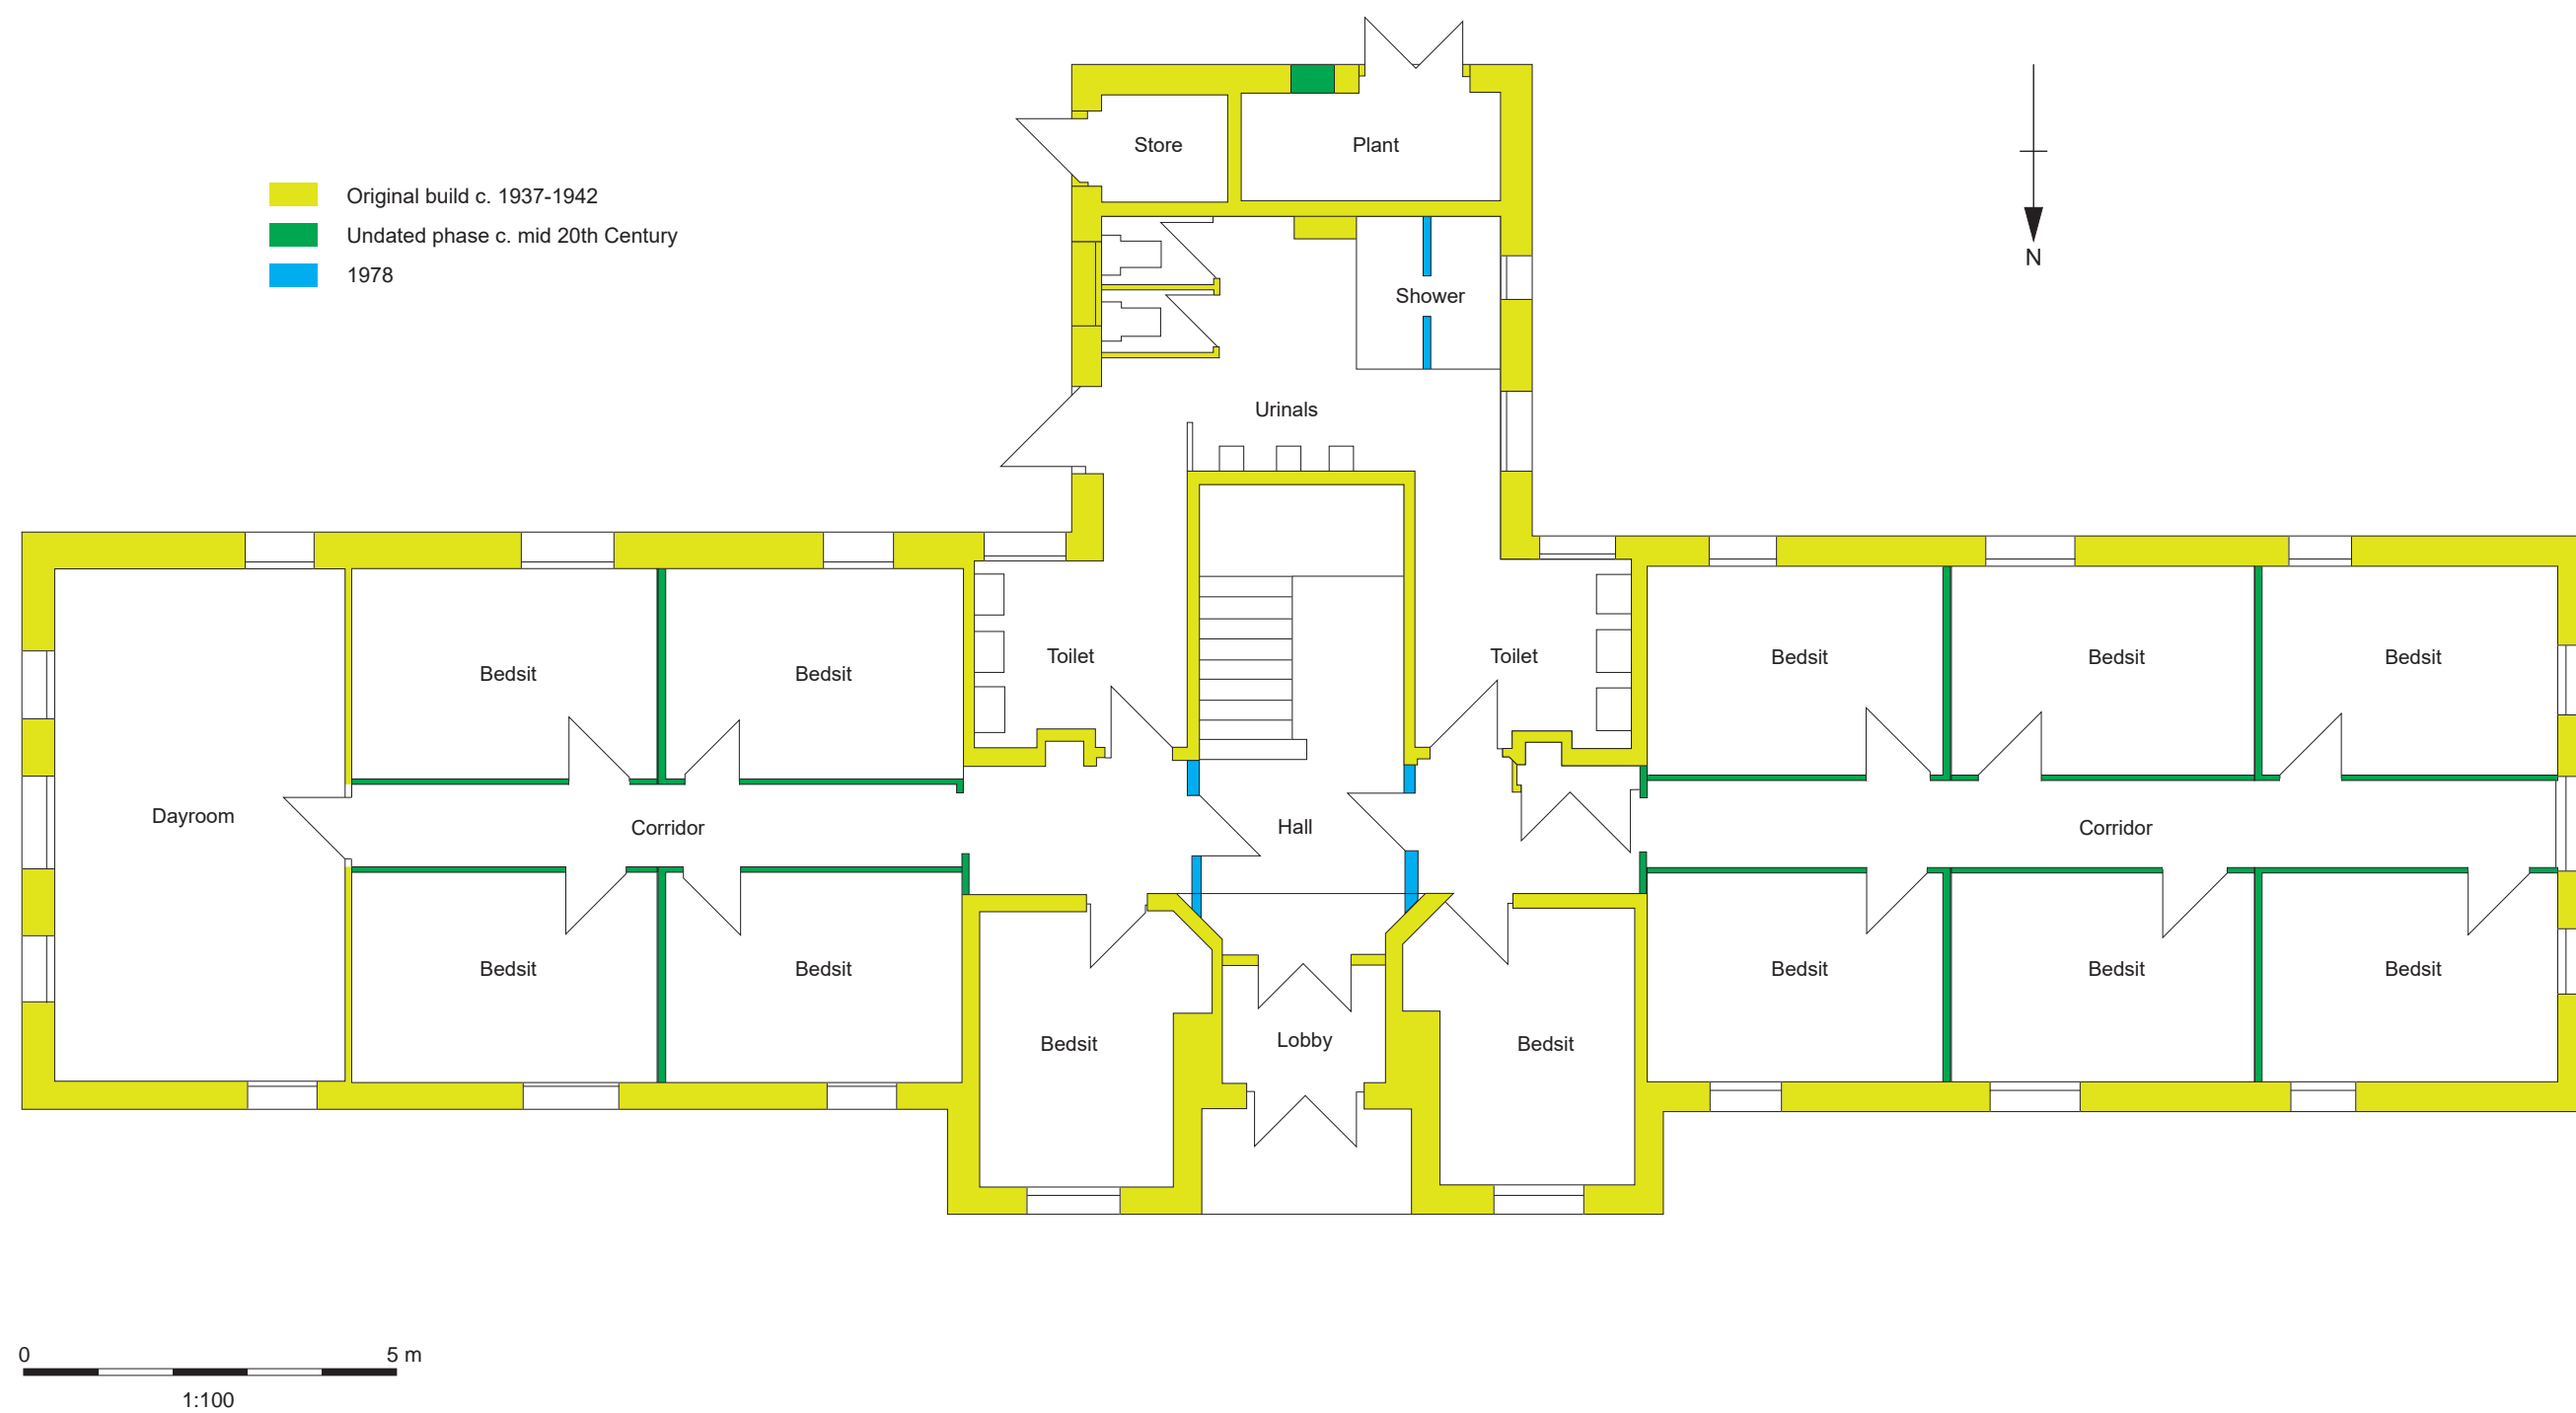 Store
Plant
Original build c. 1937-1942
Undated phase c. mid 20th Century
1978
N
Shower
Urinals
Toilet
Toilet
Bedsit
Bedsit
Bedsit
Bedsit
Bedsit
Dayroom
Corridor
Hall
Corridor
Bedsit
Bedsit
Bedsit
Bedsit
Bedsit
Bedsit
Lobby
Bedsit
0
5 m
1:100